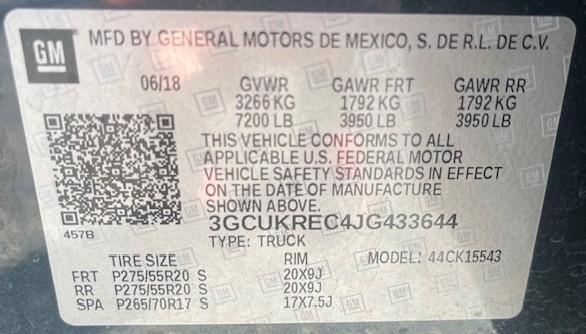 GM MFD BY GENERAL MOTORS DE MEXICO, S. DE R.L. DE C.V.
06/18 GVWR GAWR FRT GAWR RR
3266 KG 1792 KG 1792 KG
7200 LB 3950 LB 3950 LB
THIS VEHICLE CONFORMS TO ALL
APPLICABLE U.S. FEDERAL MOTOR
VEHICLE SAFETY STANDARDS IN EFFECT
ON THE DATE OF MANUFACTURE
SHOWN ABOVE.
3GCUKREC4JG433644
457B TYPE: TRUCK
TIRE SIZE RIM MODEL: 44CK15543
FRT P275/55R20 S 20X9J
RR P275/55R20 S 20X9J
SPA P265/70R17 S 17X7.5J